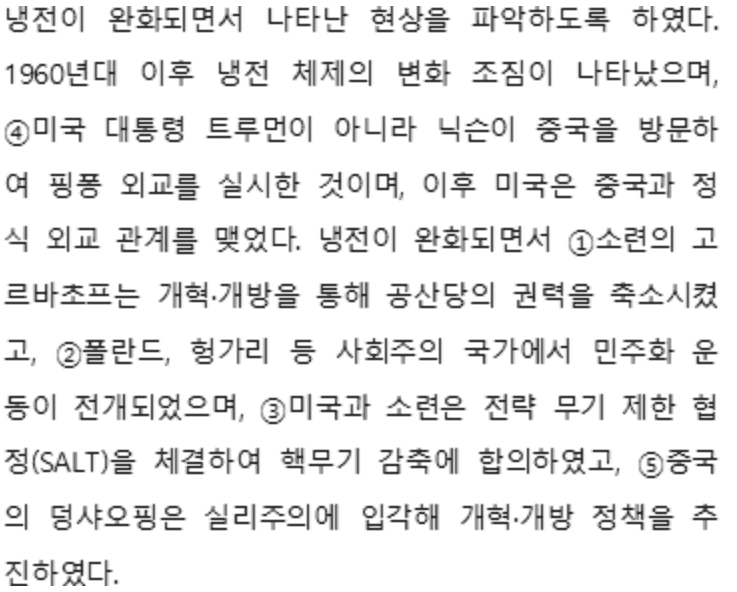 냉전이 완화되면서 나타난 현상을 파악하도록 하였다.
1960년대 이후 냉전 체제의 변화 조짐이 나타났으며,
④미국 대통령 트루먼이 아니라 닉슨이 중국을 방문하
여 핑퐁 외교를 실시한 것이며, 이후 미국은 중국과 정
식 외교 관계를 맺었다. 냉전이 완화되면서 ①소련의 고
르바초프는 개혁·개방을 통해 공산당의 권력을 축소시켰
고, ②폴란드, 헝가리 등 사회주의 국가에서 민주화 운
동이 전개되었으며, ③미국과 소련은 전략 무기 제한 협
정(SALT)을 체결하여 핵무기 감축에 합의하였고, ⑤중국
의 덩샤오핑은 실리주의에 입각해 개혁·개방 정책을 추
진하였다.